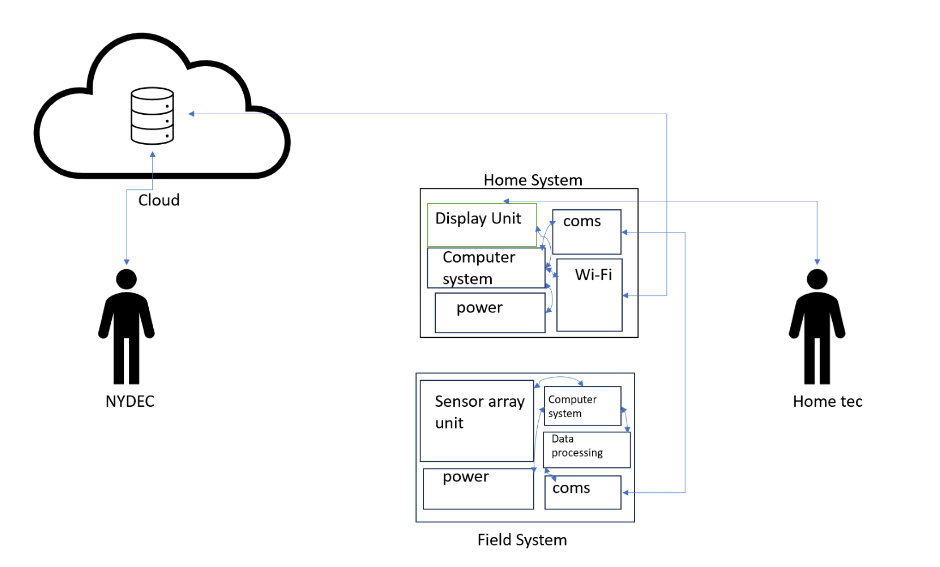 Cloud
Home System
Display Unit
coms
Computer
system
Wi-Fi
power
NYDEC
Home tec
Sensor array
unit
Computer
system
Data
processing
power
coms
Field System